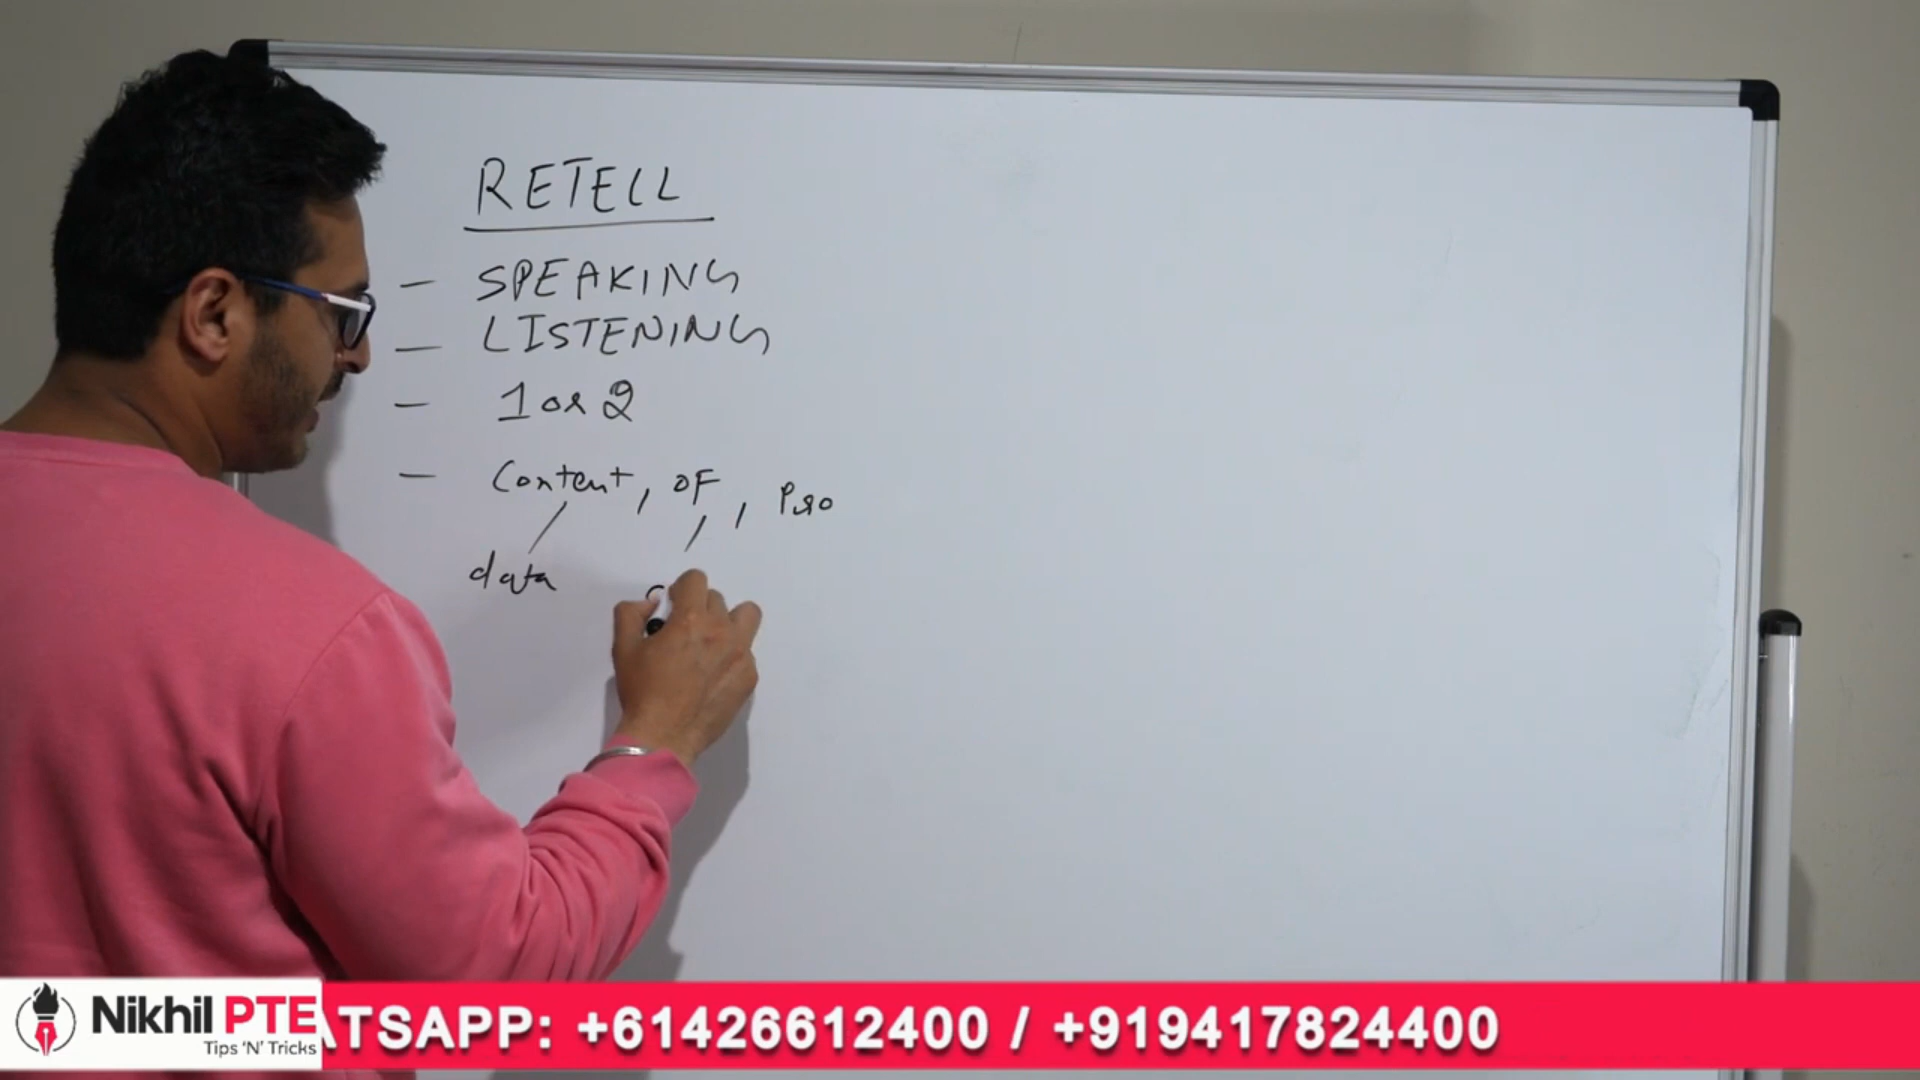 RETELL
- SPEAKING
- LISTENING
- 1 or 2
- Content, OF, Pro
data
Nikhil PTE
Tips 'N' Tricks
ATSAPP: +61426612400 / +919417824400